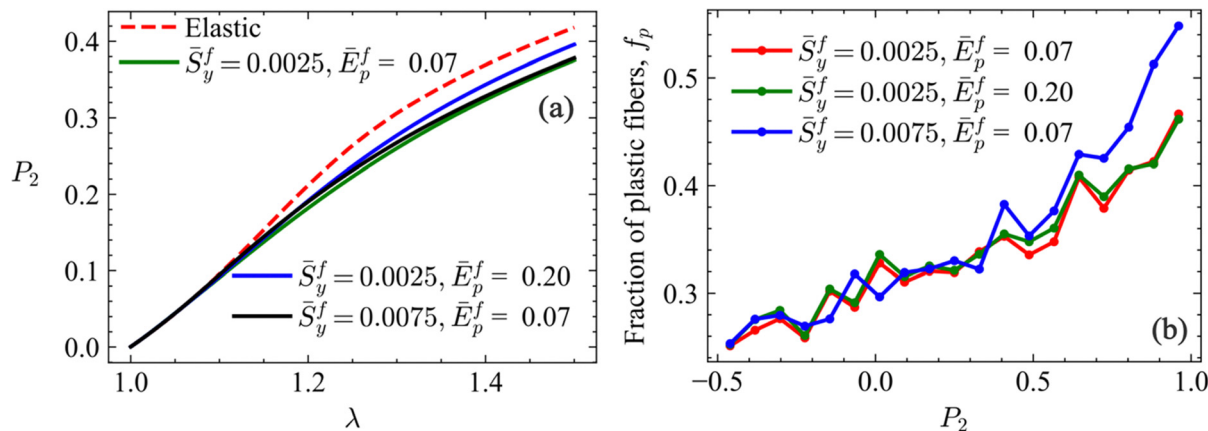 0.4
0.3
0.2
0.1
0.0
P₂
Elastic
S̄_y^f = 0.0025, Ē_p^f = 0.07
(a)
S̄_y^f = 0.0025, Ē_p^f = 0.20
S̄_y^f = 0.0075, Ē_p^f = 0.07
1.0 1.2 1.4
λ
Fraction of plastic fibers, f_p
0.5
0.4
0.3
S̄_y^f = 0.0025, Ē_p^f = 0.07
S̄_y^f = 0.0025, Ē_p^f = 0.20
S̄_y^f = 0.0075, Ē_p^f = 0.07
(b)
−0.5 0.0 0.5 1.0
P₂